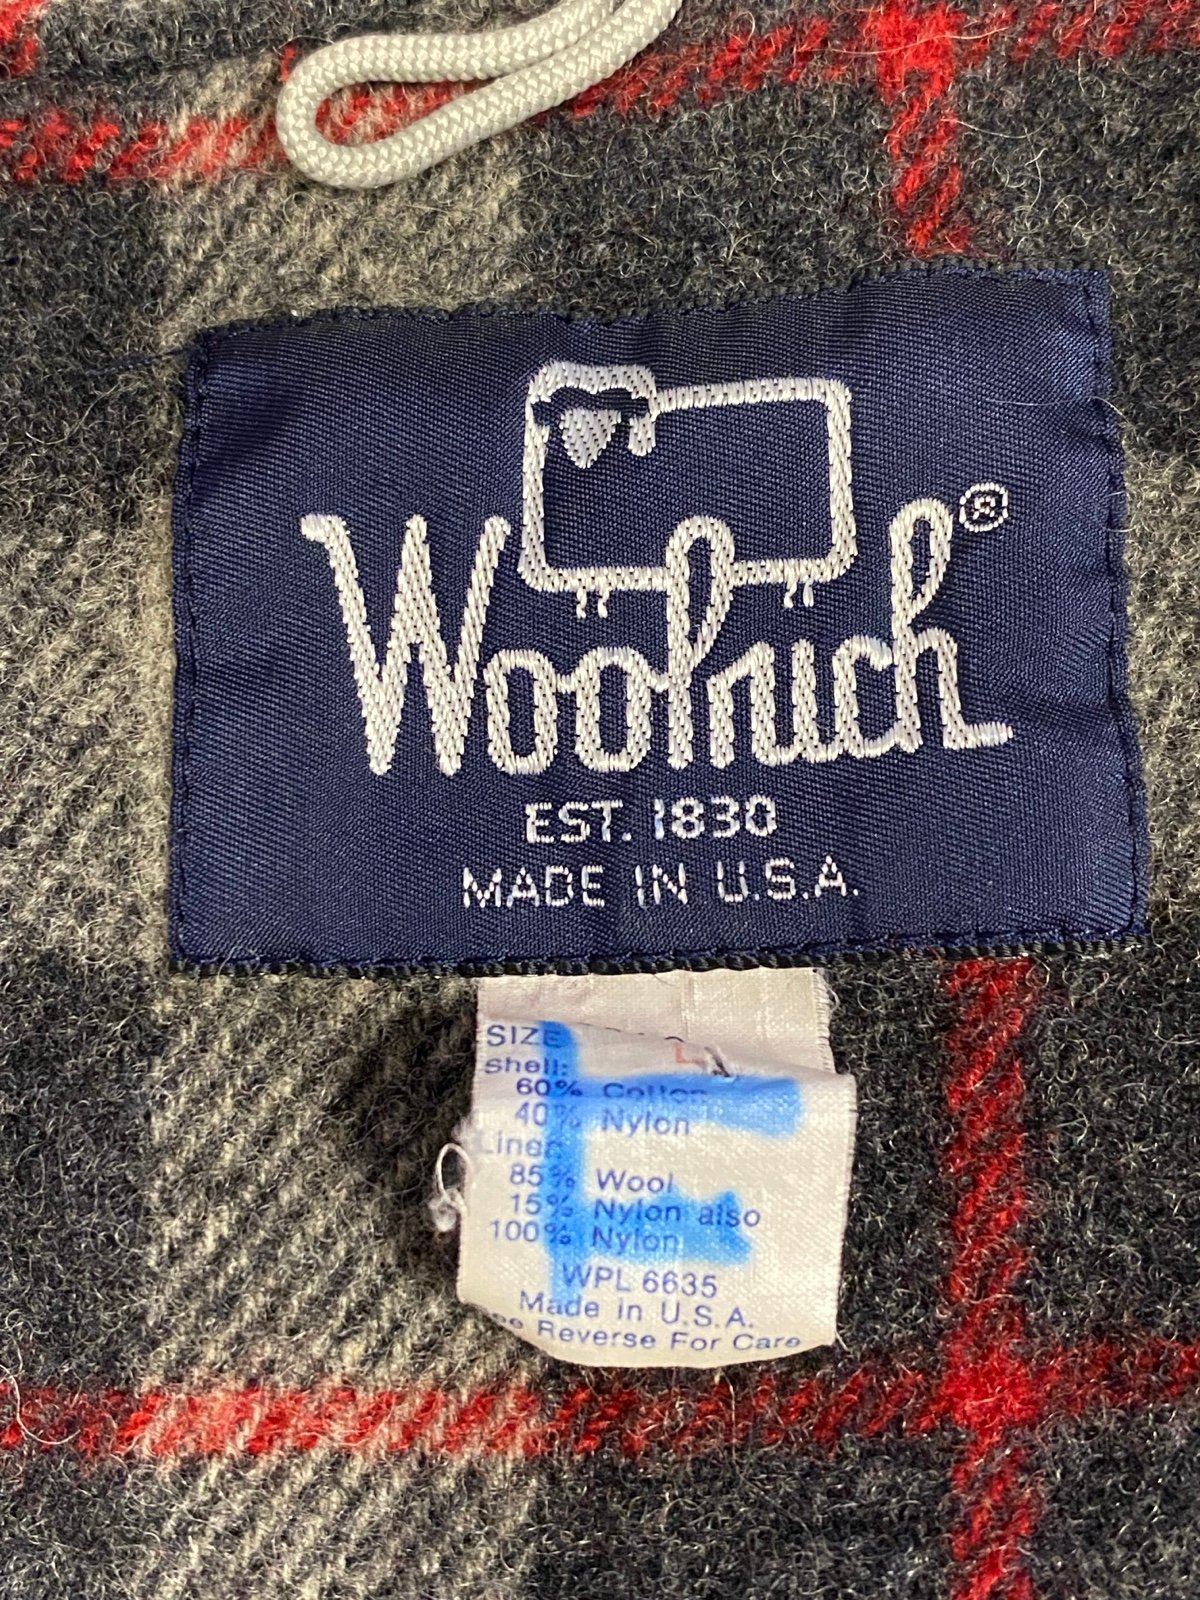 Woolrich®
EST. 1830
MADE IN U.S.A.
SIZE L
Shell:
60% Cotton
40% Nylon
85% Wool
15% Nylon also
100% Nylon
WPL 6635
Made In U.S.A.
Reverse For Care